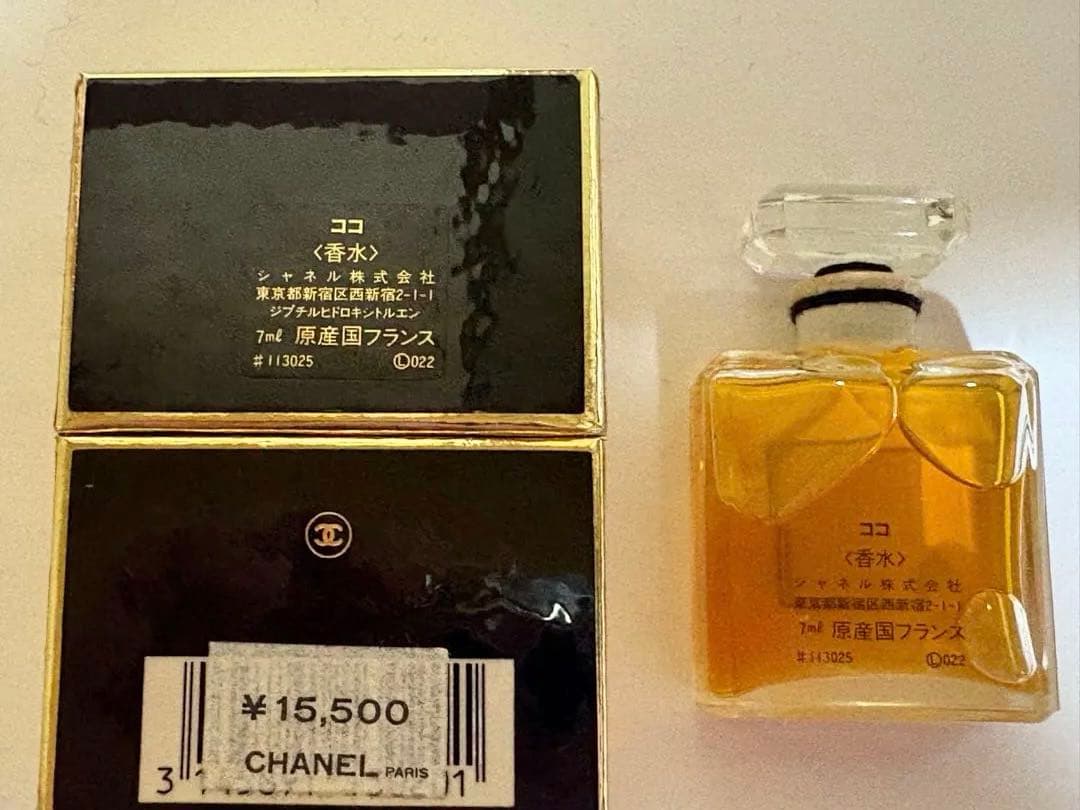 ココ
〈香水〉
シャネル株式会社
東京都新宿区西新宿2-1-1
ジブチルヒドロキシトルエン
7mℓ 原産国フランス
#113025 Ⓛ022
¥15,500
CHANEL PARIS
ココ
〈香水〉
シャネル株式会社
東京都新宿区西新宿2-1-1
7mℓ 原産国フランス
#113025 Ⓛ022